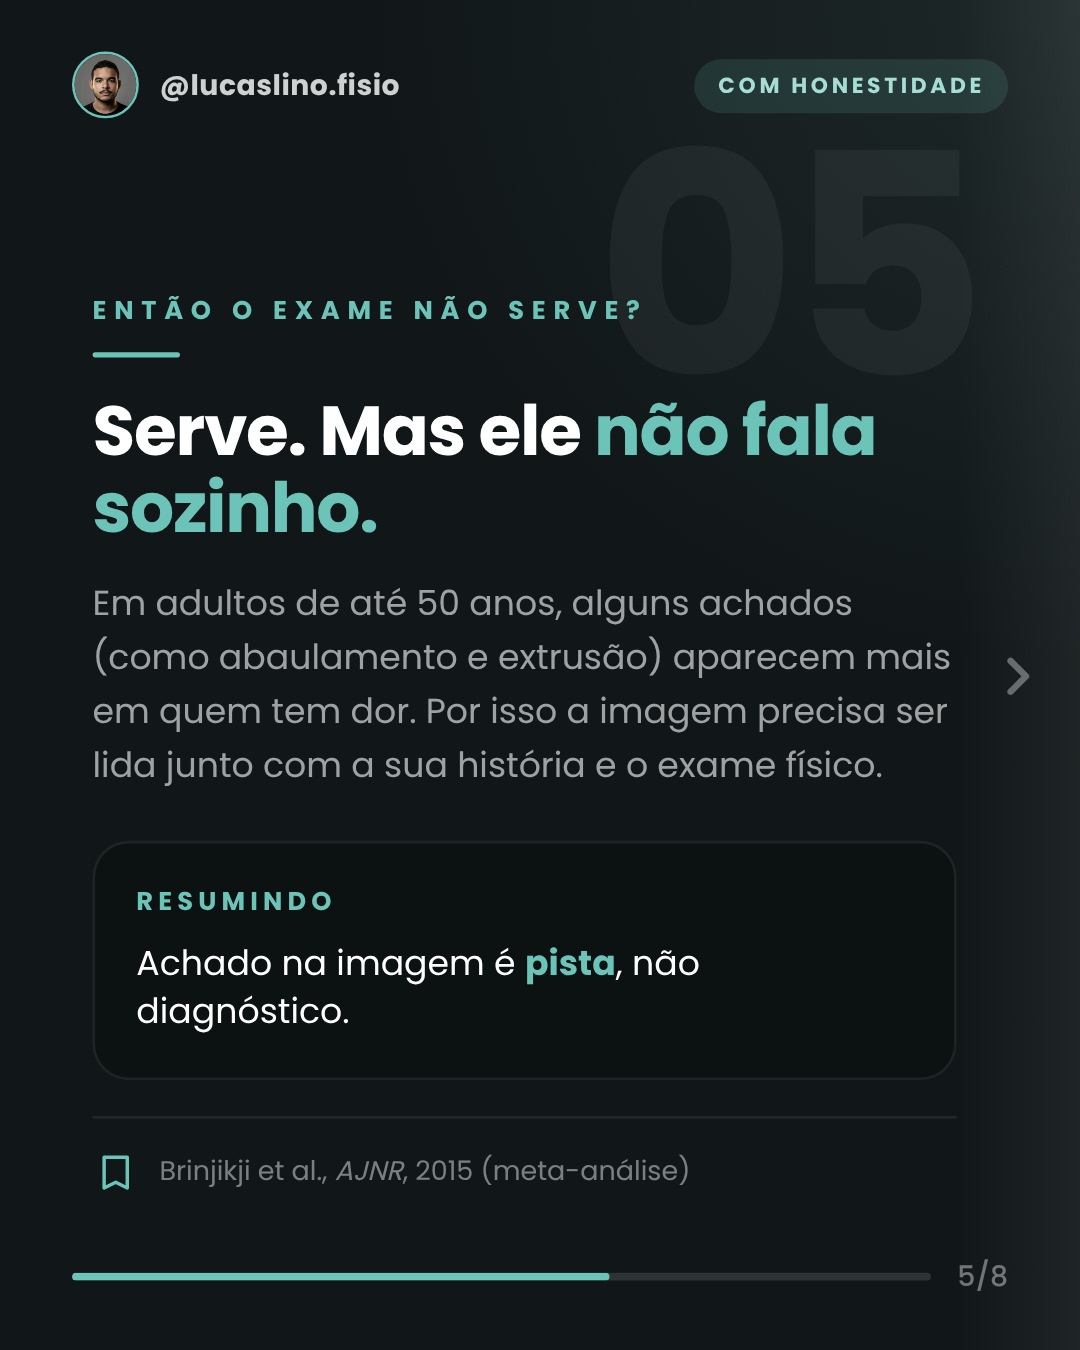 @lucaslino.fisio
COM HONESTIDADE
05
ENTÃO O EXAME NÃO SERVE?
Serve. Mas ele não fala
sozinho.
Em adultos de até 50 anos, alguns achados
(como abaulamento e extrusão) aparecem mais
em quem tem dor. Por isso a imagem precisa ser
lida junto com a sua história e o exame físico.
RESUMINDO
Achado na imagem é pista, não
diagnóstico.
Brinjikji et al., AJNR, 2015 (meta-análise)
5/8